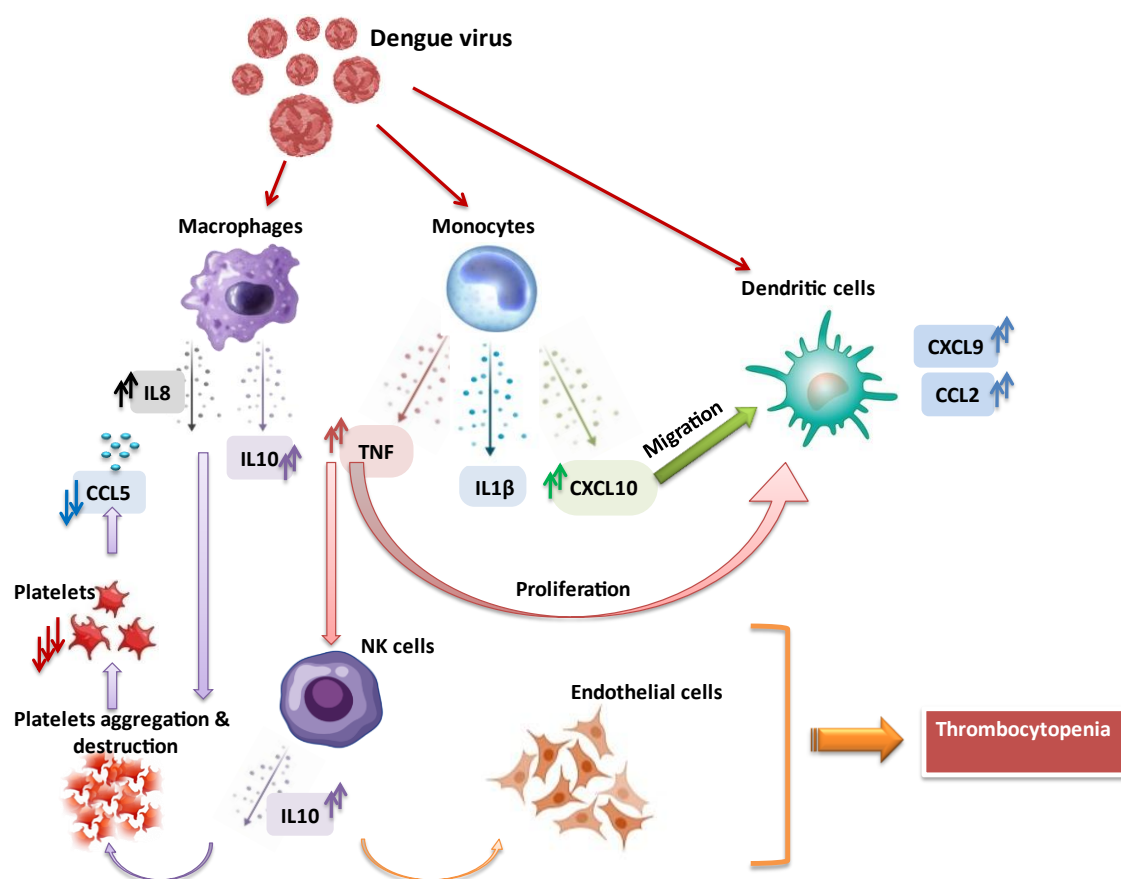 Dengue virus
Macrophages
Monocytes
Dendritic cells
CXCL9
IL8
CCL2
Migration
IL10
TNF
CCL5
IL1β
CXCL10
Platelets
Proliferation
NK cells
Endothelial cells
Platelets aggregation &
destruction
Thrombocytopenia
IL10